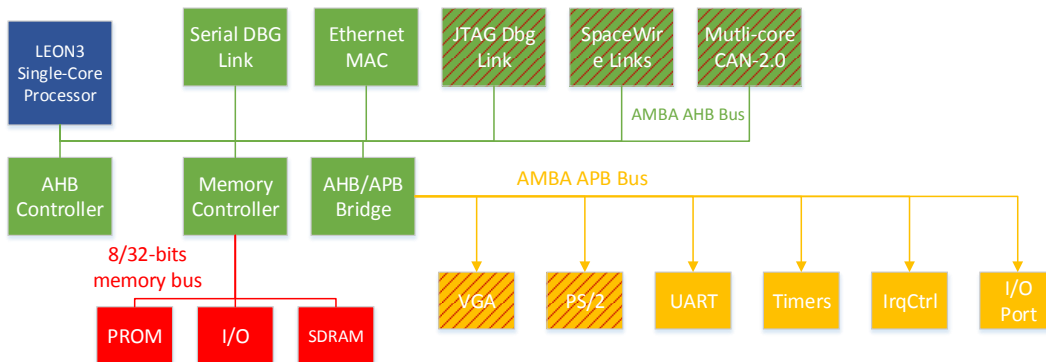 LEON3
Single-Core
Processor
Serial DBG
Link
Ethernet
MAC
JTAG Dbg
Link
SpaceWir
e Links
Mutli-core
CAN-2.0
AMBA AHB Bus
AHB
Controller
Memory
Controller
AHB/APB
Bridge
AMBA APB Bus
8/32-bits
memory bus
VGA
PS/2
UART
Timers
IrqCtrl
I/O
Port
PROM
I/O
SDRAM